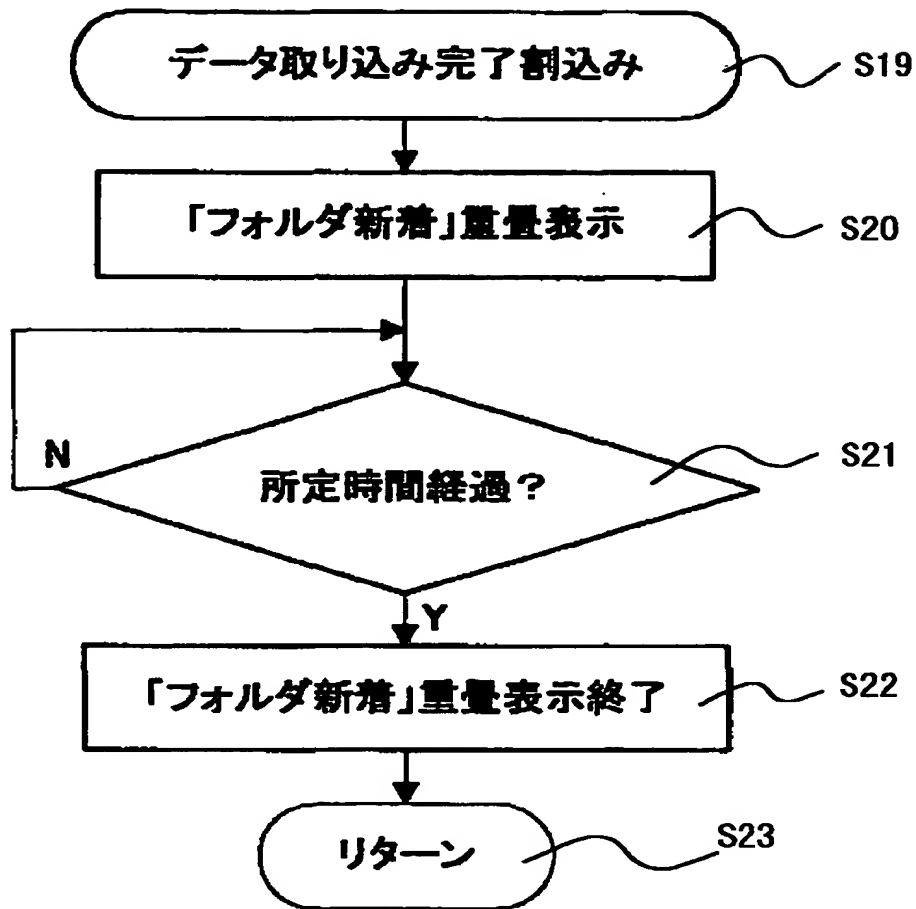 データ取り込み完了割込み
S19
「フォルダ新着」重畳表示
S20
N
所定時間経過？
S21
Y
「フォルダ新着」重畳表示終了
S22
リターン
S23